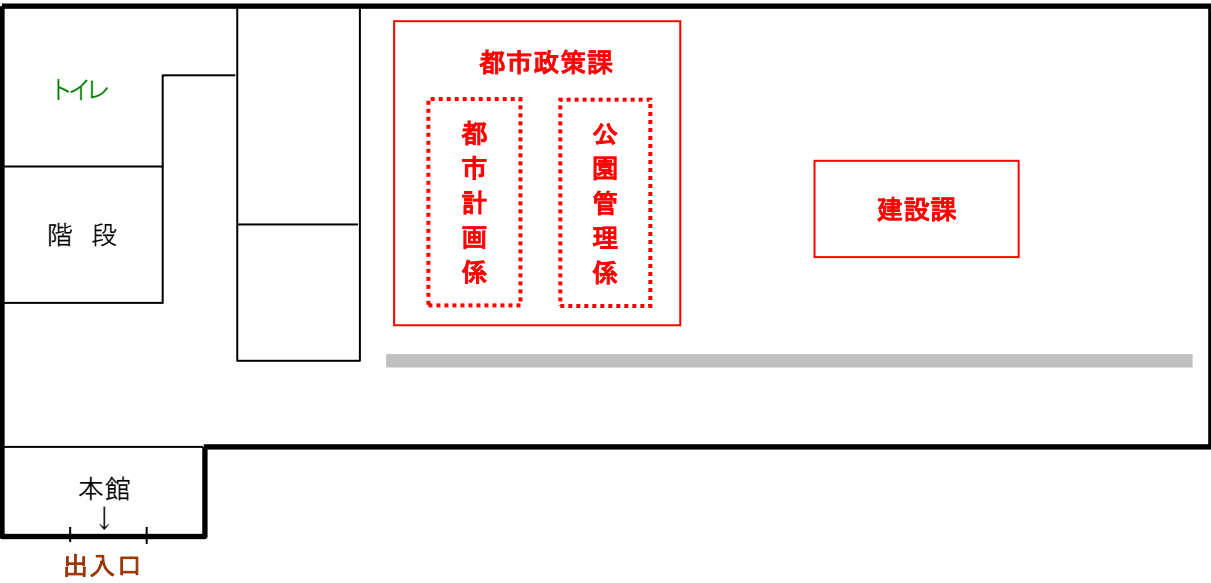 トイレ
階 段
都市政策課
都市計画係
公園管理係
建設課
本館
↓
出入口